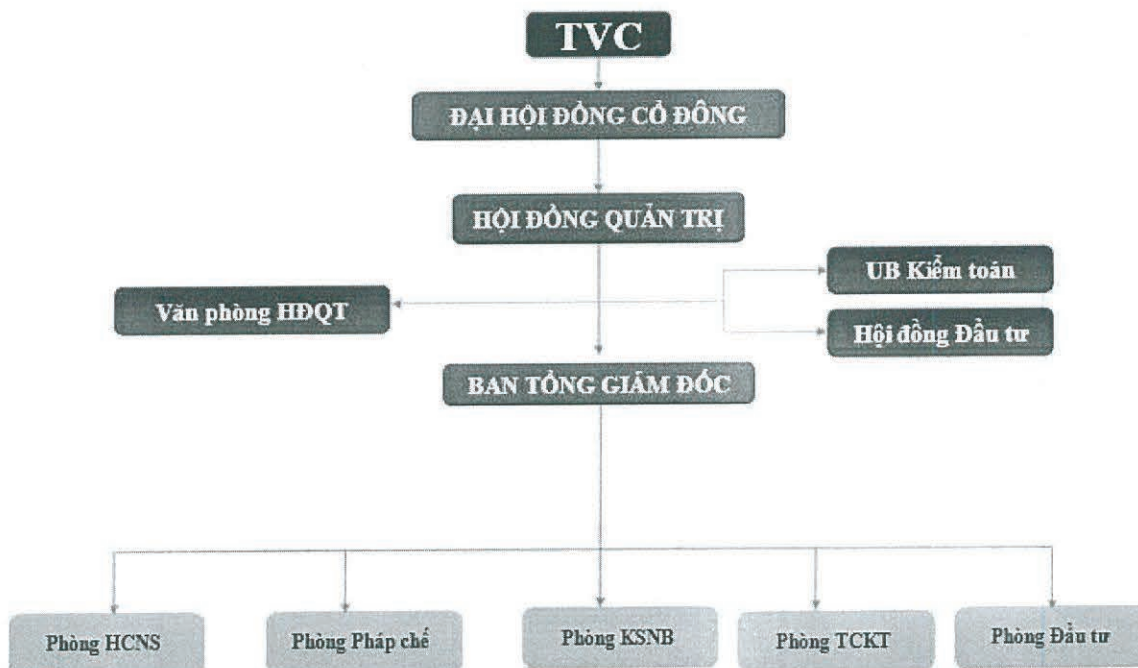 TVC
ĐẠI HỘI ĐỒNG CỔ ĐÔNG
HỘI ĐỒNG QUẢN TRỊ
UB Kiểm toán
Văn phòng HĐQT
Hội đồng Đầu tư
BAN TỔNG GIÁM ĐỐC
Phòng HCNS
Phòng Pháp chế
Phòng KSNB
Phòng TCKT
Phòng Đầu tư